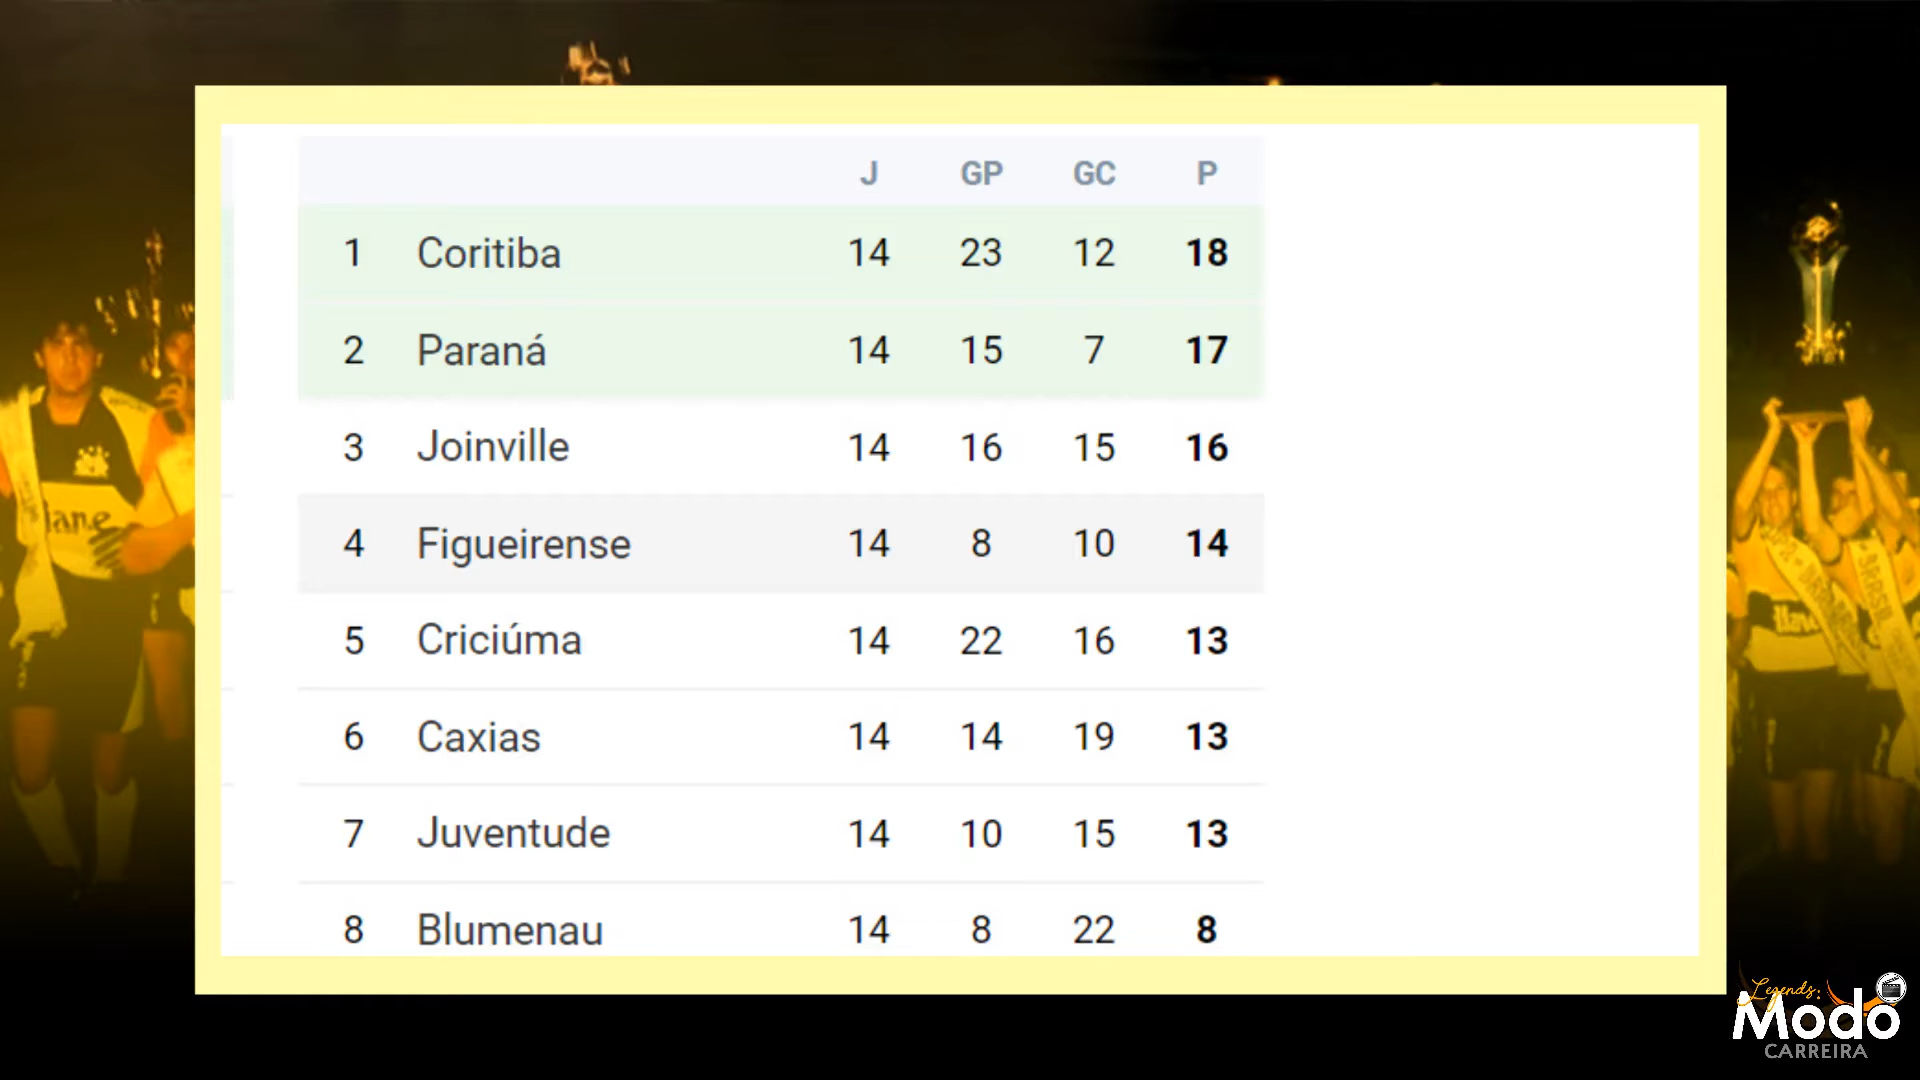 J GP GC P
1 Coritiba 14 23 12 18
2 Paraná 14 15 7 17
3 Joinville 14 16 15 16
4 Figueirense 14 8 10 14
5 Criciúma 14 22 16 13
6 Caxias 14 14 19 13
7 Juventude 14 10 15 13
8 Blumenau 14 8 22 8
Legends:
Modo
CARREIRA